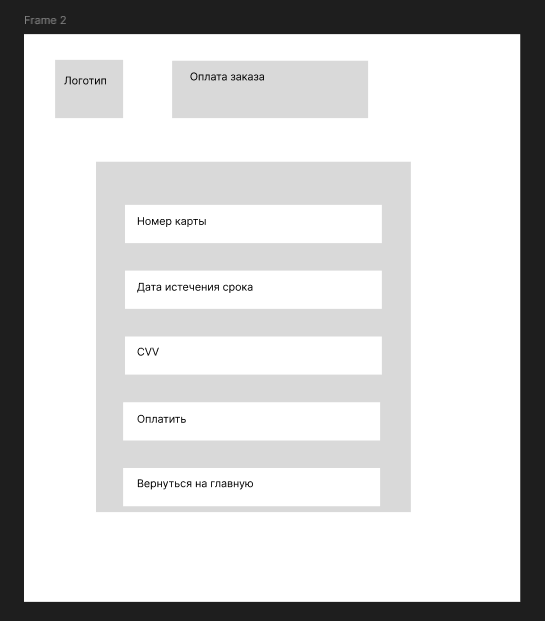 Frame 2
Логотип
Оплата заказа
Номер карты
Дата истечения срока
CVV
Оплатить
Вернуться на главную